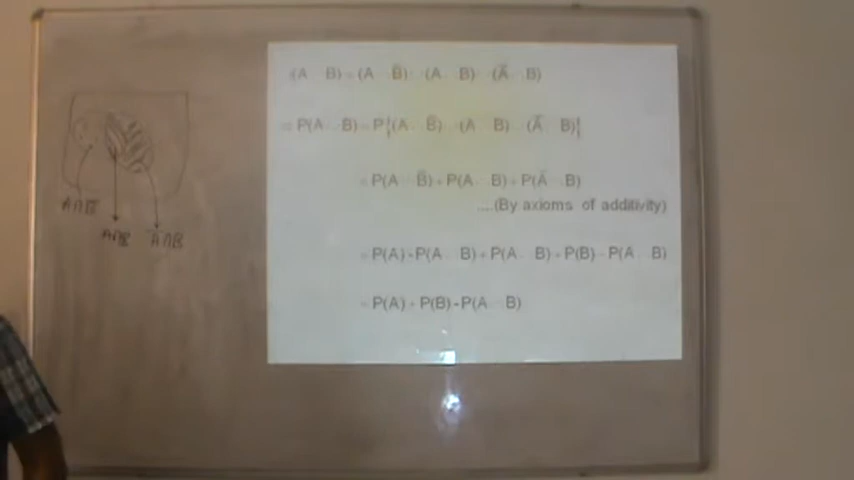 (A B) = (A B̅) (A B) (A̅ B)
= P(A B) = P{(A B̅) (A B) (A̅ B)}
= P(A B̅) + P(A B) + P(A̅ B)
....(By axioms of additivity)
= P(A) - P(A B) + P(A B) + P(B) - P(A B)
= P(A) + P(B) - P(A B)
A∩B̅
A∩B
A̅∩B